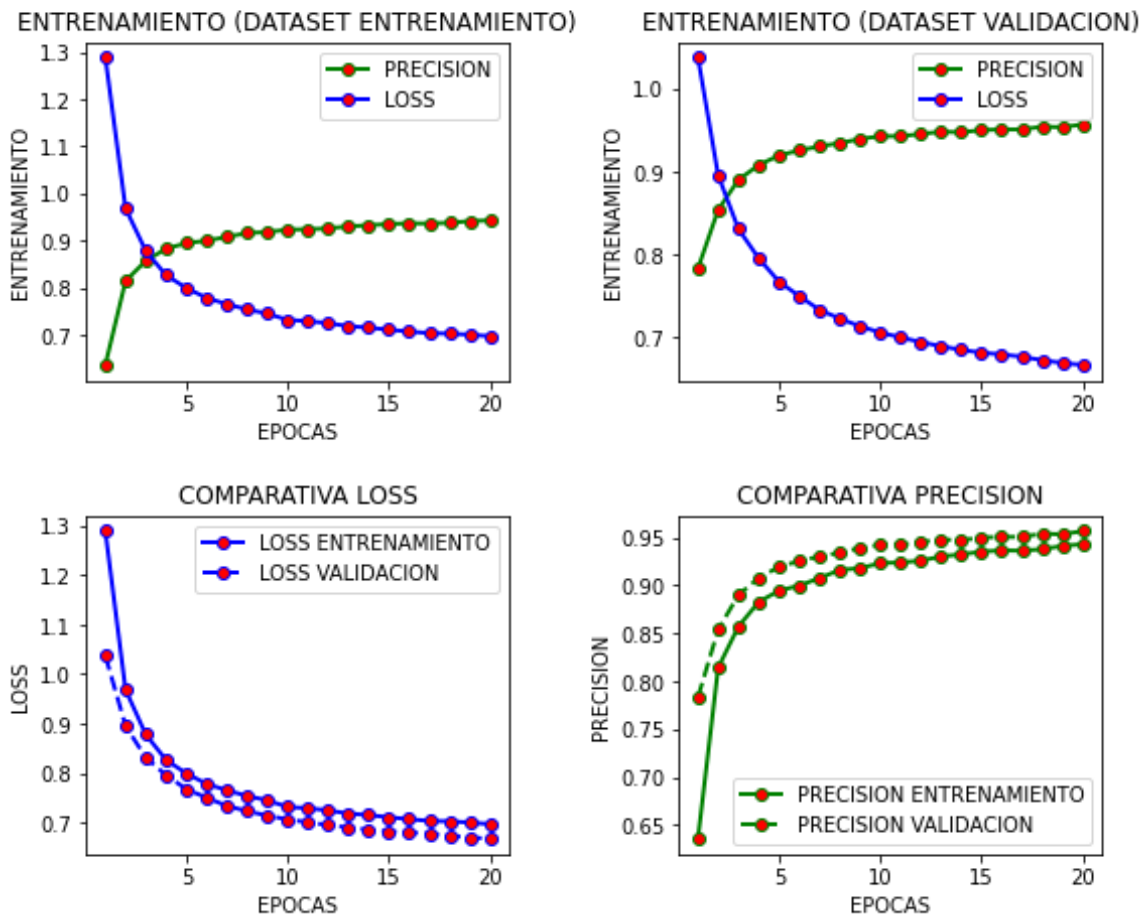 ENTRENAMIENTO (DATASET ENTRENAMIENTO)
1.3
1.2
1.1
1.0
0.9
0.8
0.7
ENTRENAMIENTO
PRECISION
LOSS
5
10
15
20
EPOCAS
ENTRENAMIENTO (DATASET VALIDACION)
1.0
0.9
0.8
0.7
ENTRENAMIENTO
PRECISION
LOSS
5
10
15
20
EPOCAS
COMPARATIVA LOSS
1.3
1.2
1.1
1.0
0.9
0.8
0.7
LOSS
LOSS ENTRENAMIENTO
LOSS VALIDACION
5
10
15
20
EPOCAS
COMPARATIVA PRECISION
0.95
0.90
0.85
0.80
0.75
0.70
0.65
PRECISION
PRECISION ENTRENAMIENTO
PRECISION VALIDACION
5
10
15
20
EPOCAS